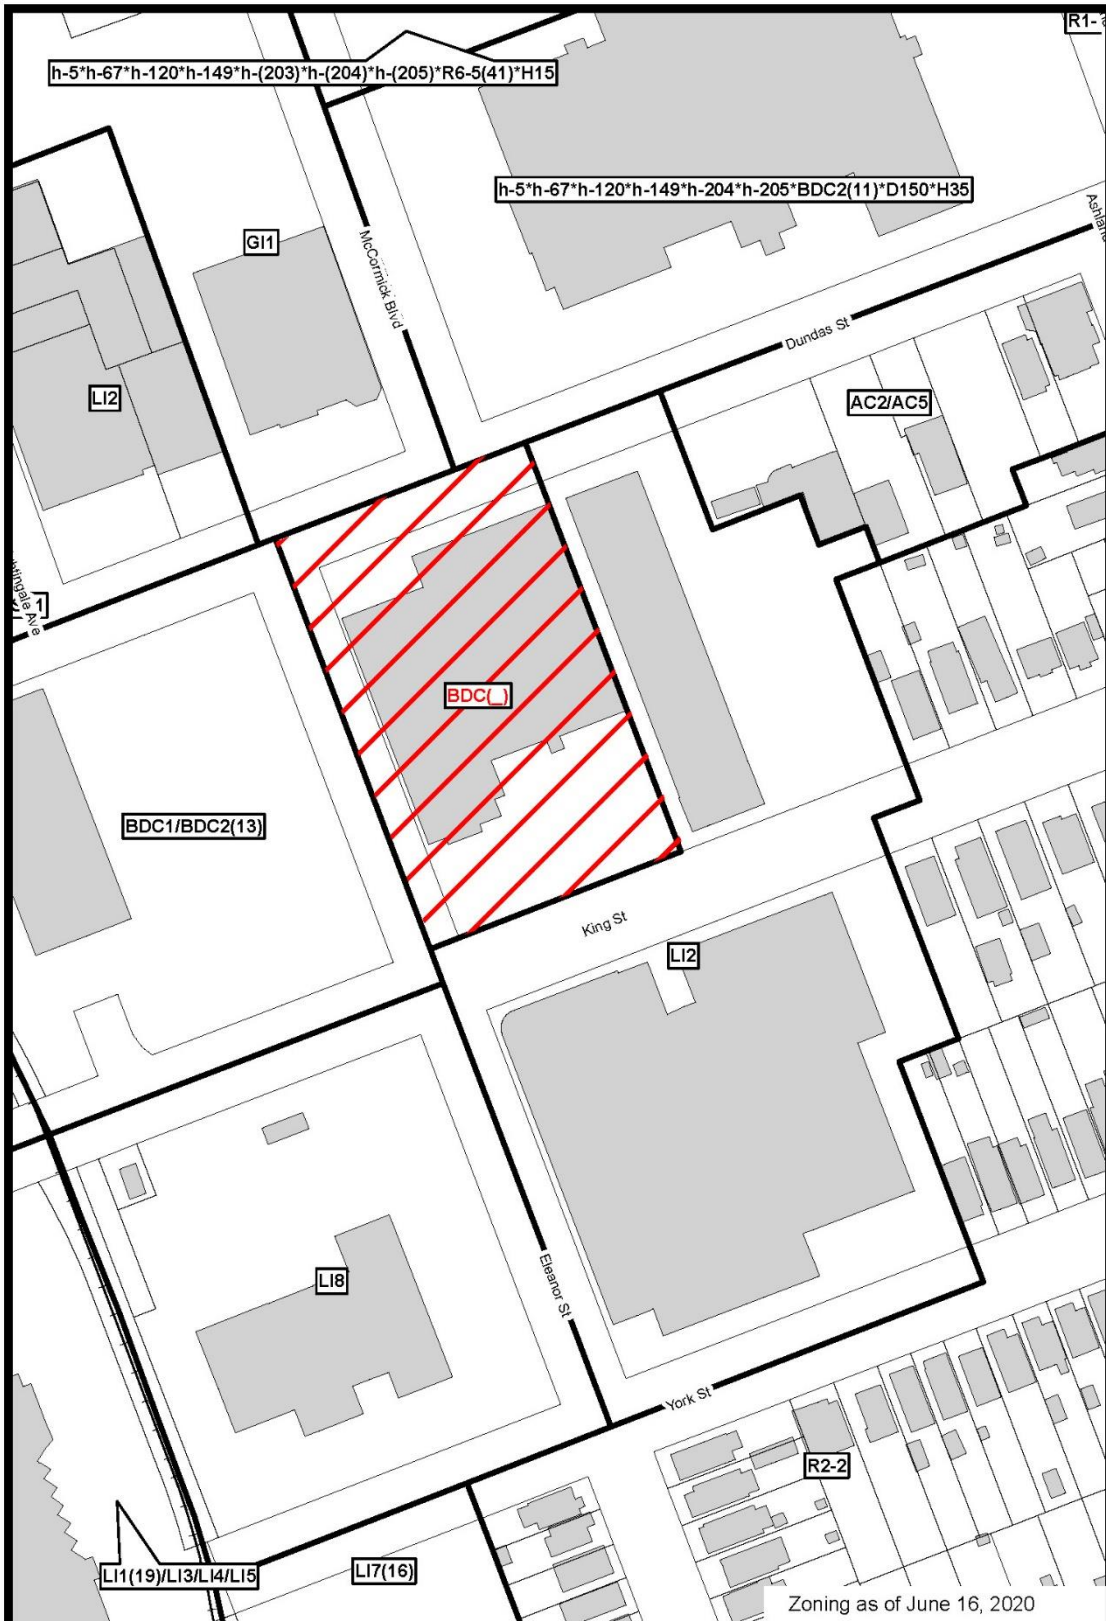 R1-
h-5*h-67*h-120*h-149*h-(203)*h-(204)*h-(205)*R6-5(41)*H15
h-5*h-67*h-120*h-149*h-204*h-205*BDC2(11)*D150*H35
GI1
McCormick Blvd
Dundas St
LI2
AC2/AC5
BDC(_)
BDC1/BDC2(13)
King St
LI2
LI8
Eleanor St
York St
R2-2
LI1(19)/LI3/LI4/LI5
LI7(16)
Zoning as of June 16, 2020